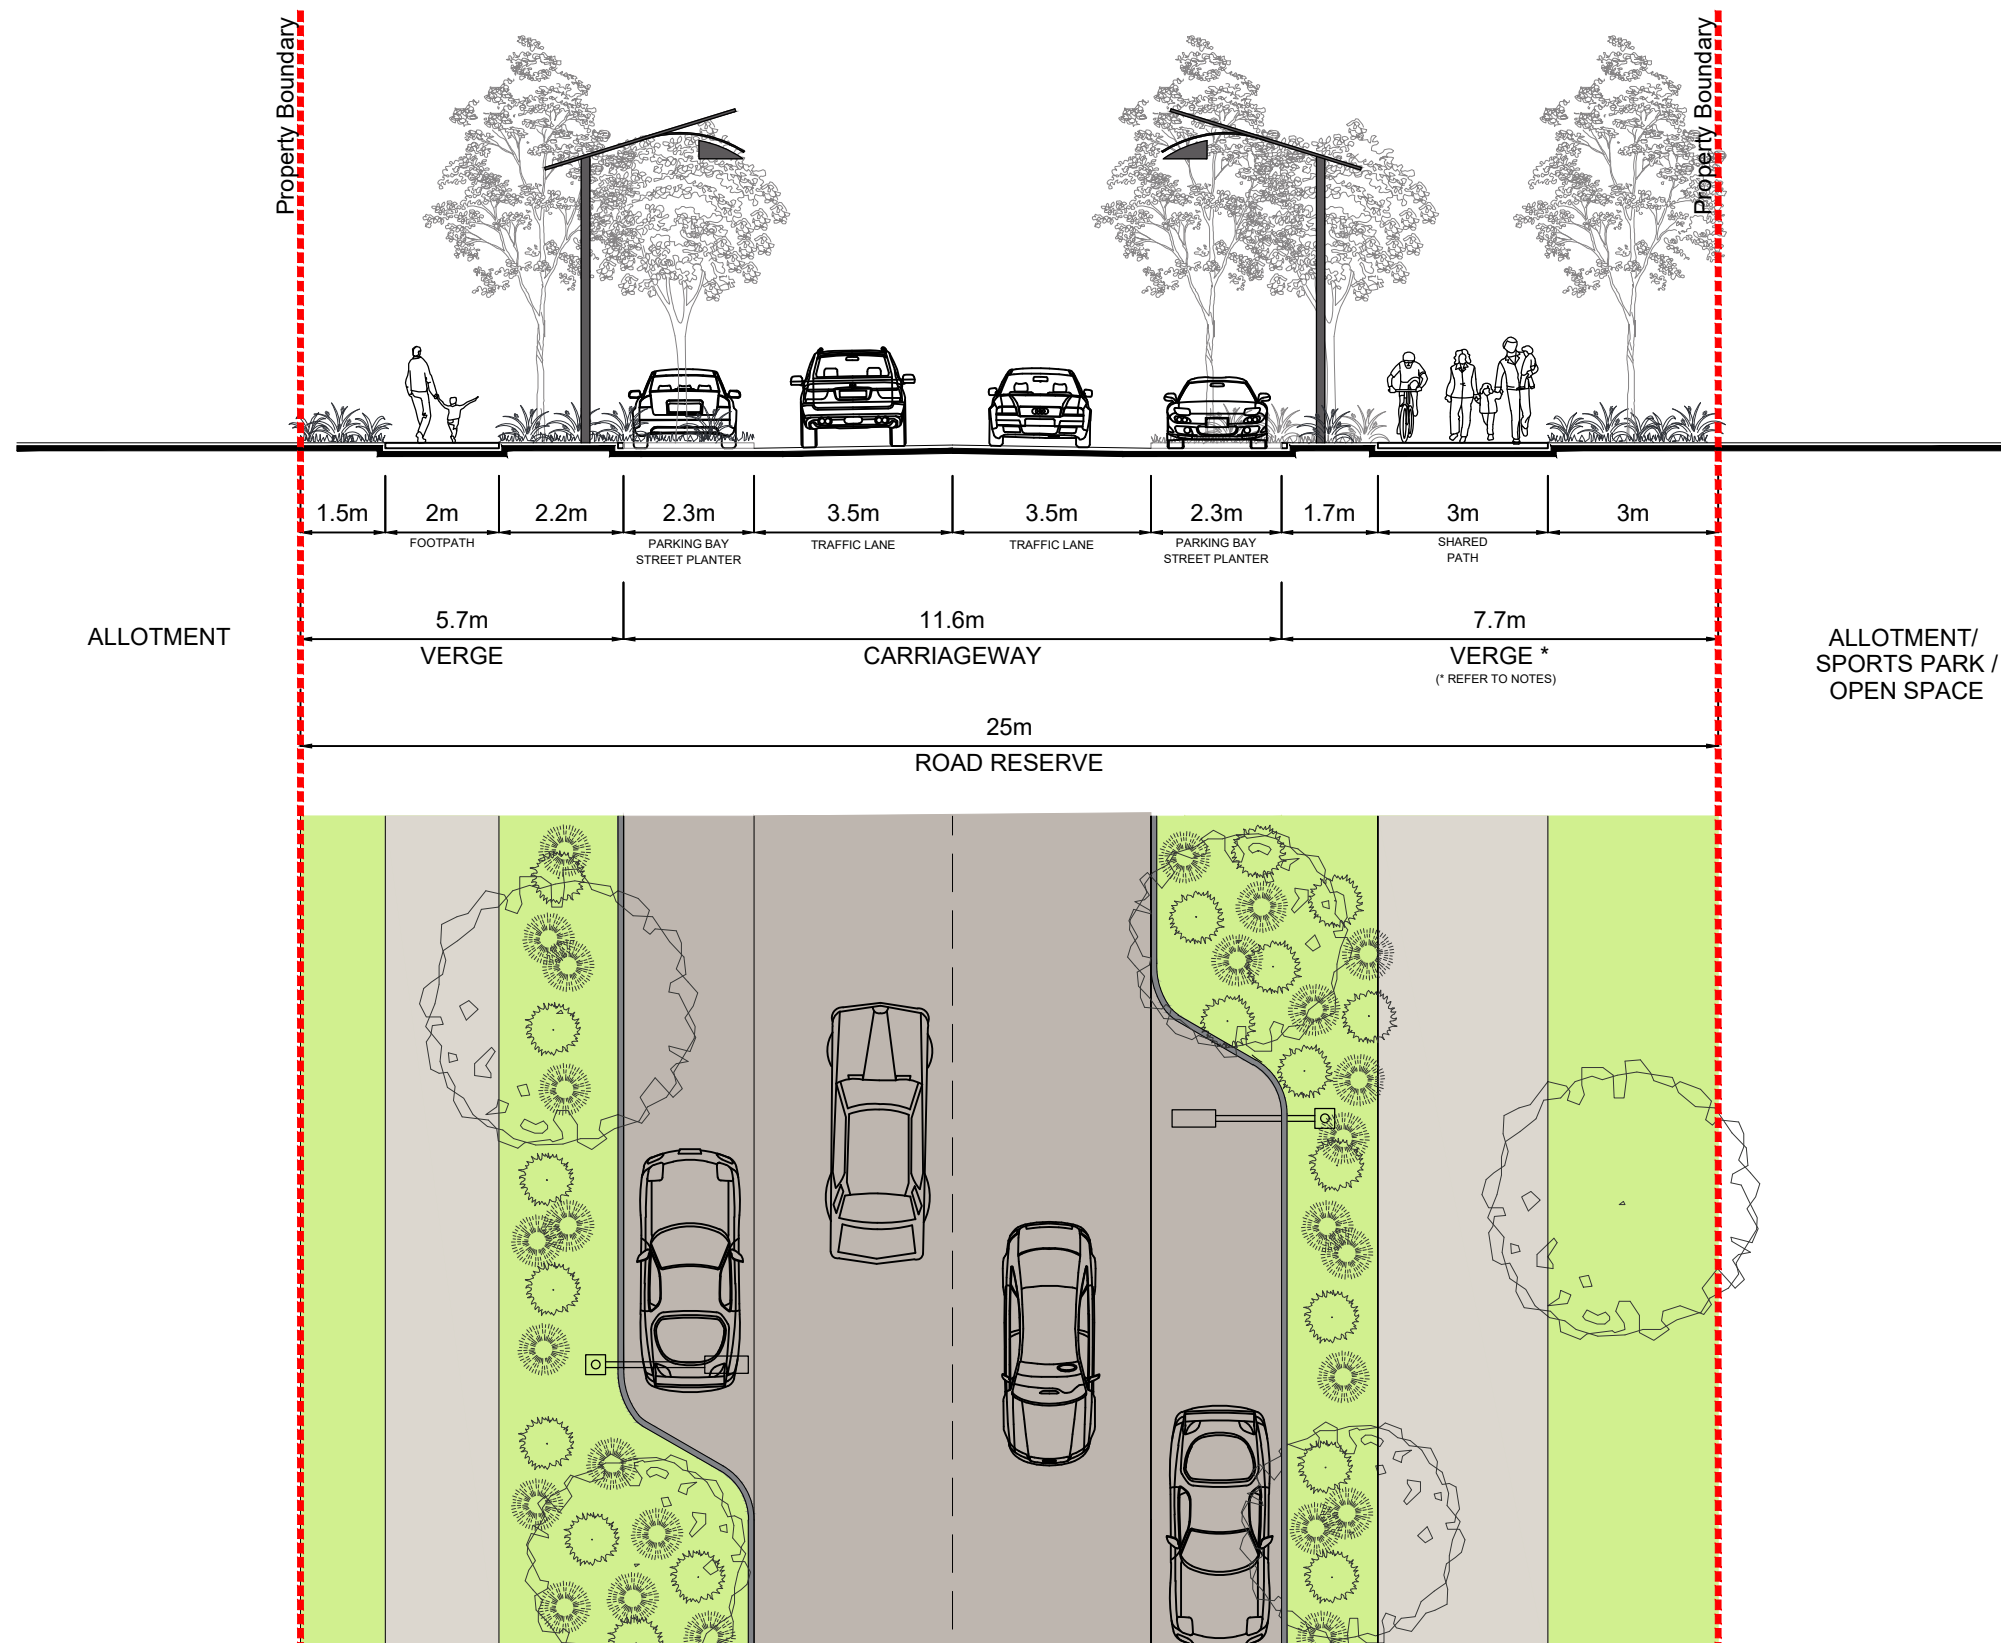 Property Boundary
Property Boundary
1.5m
2m
2.2m
2.3m
3.5m
3.5m
2.3m
1.7m
3m
3m
FOOTPATH
PARKING BAY
STREET PLANTER
TRAFFIC LANE
TRAFFIC LANE
PARKING BAY
STREET PLANTER
SHARED
PATH
5.7m
11.6m
7.7m
ALLOTMENT
VERGE
CARRIAGEWAY
VERGE *
(* REFER TO NOTES)
ALLOTMENT/
SPORTS PARK /
OPEN SPACE
25m
ROAD RESERVE